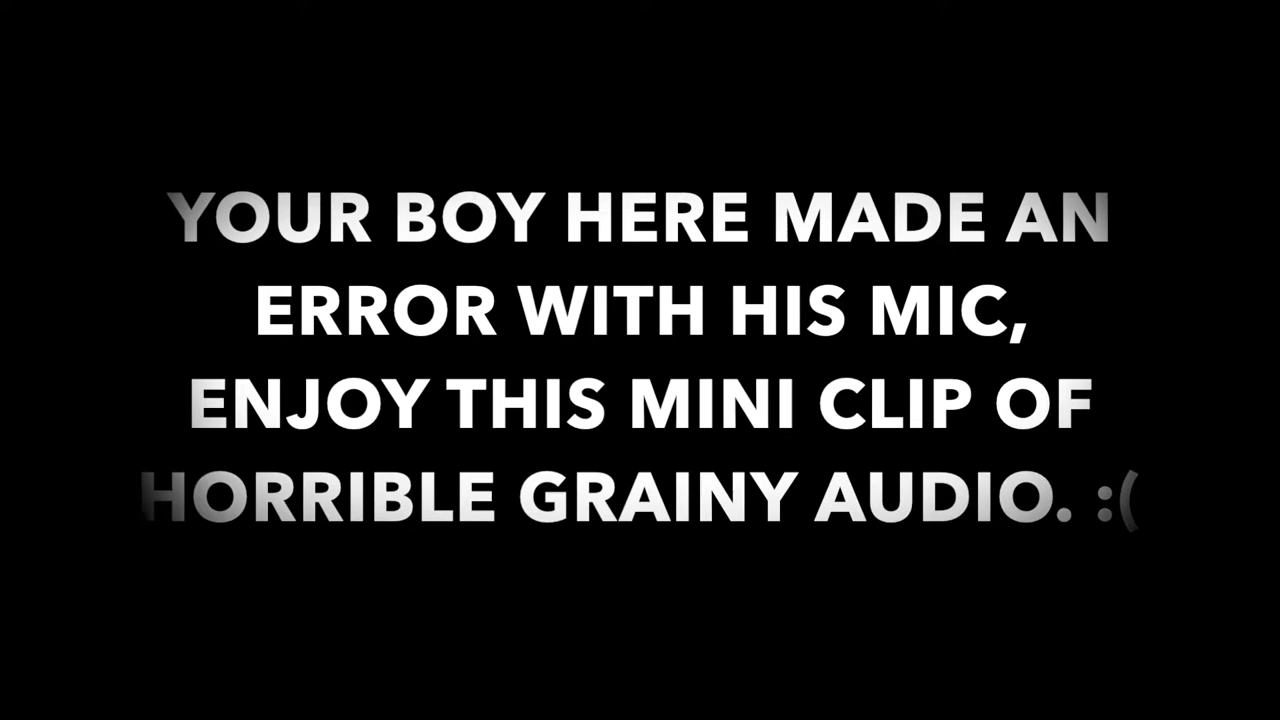 YOUR BOY HERE MADE AN
ERROR WITH HIS MIC,
ENJOY THIS MINI CLIP OF
HORRIBLE GRAINY AUDIO. :(